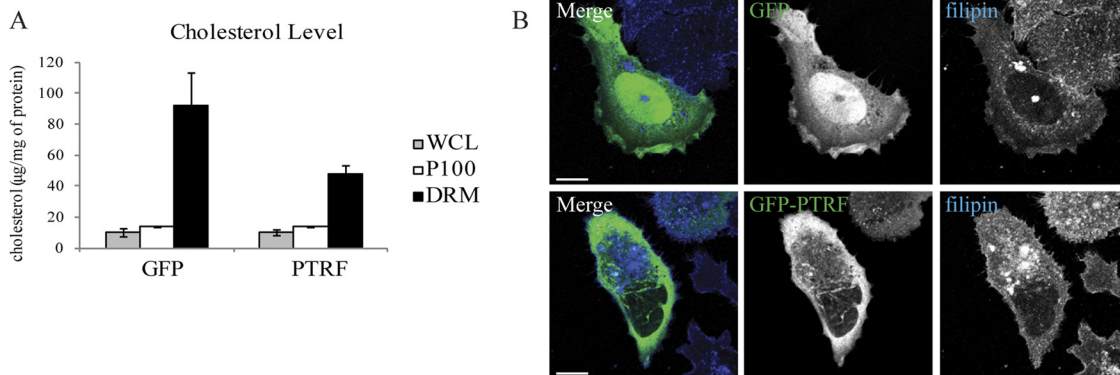 A
Cholesterol Level
cholesterol (µg/mg of protein)
120
100
80
60
40
20
0
GFP
PTRF
WCL
P100
DRM
B
Merge
GFP
filipin
Merge
GFP-PTRF
filipin